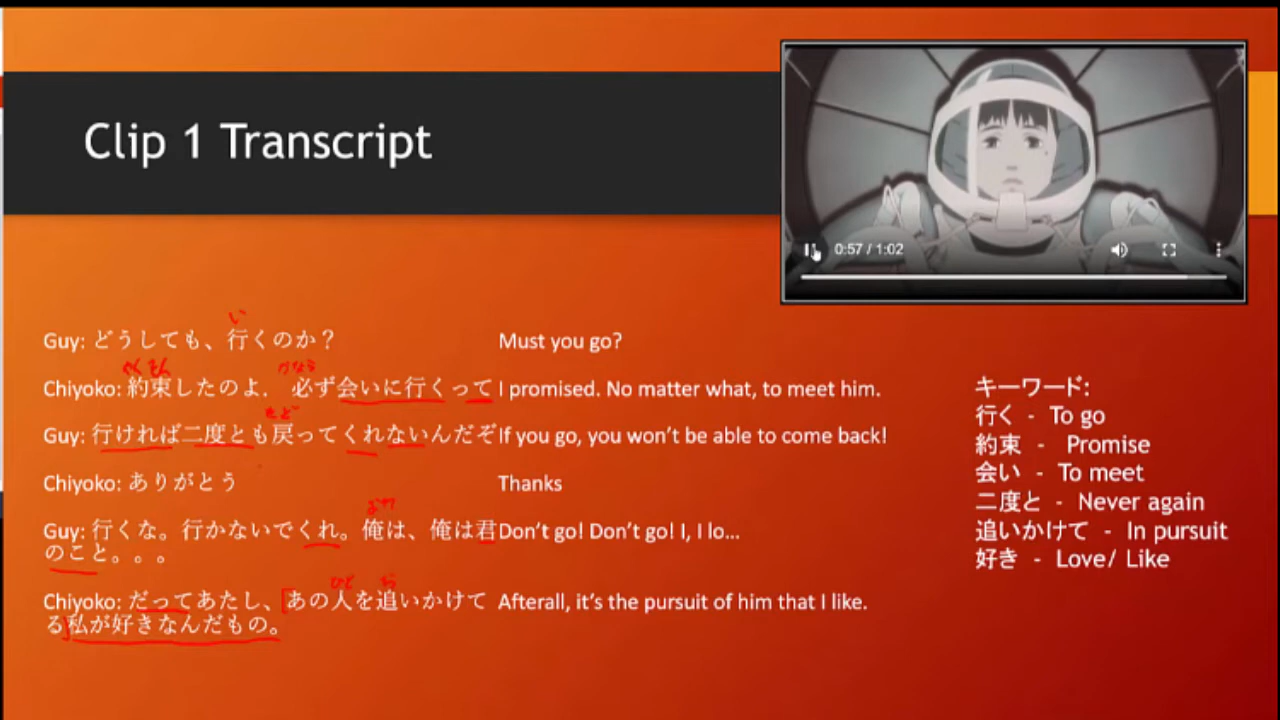 Clip 1 Transcript
0:57 / 1:02
い
Guy: どうしても、行くのか？ Must you go?
Chiyoko: 約束したのよ． 必ず会いに行くって I promised. No matter what, to meet him.
もど
Guy: 行ければ二度とも戻ってくれないんだぞ If you go, you won't be able to come back!
Chiyoko: ありがとう Thanks
おれ
Guy: 行くな。行かないでくれ。俺は、俺は君 Don't go! Don't go! I, I lo...
のこと。。。
ひと お
Chiyoko: だってあたし、あの人を追いかけて Afterall, it's the pursuit of him that I like.
る私が好きなんだもの。
キーワード:
行く - To go
約束 - Promise
会い - To meet
二度と - Never again
追いかけて - In pursuit
好き - Love/ Like